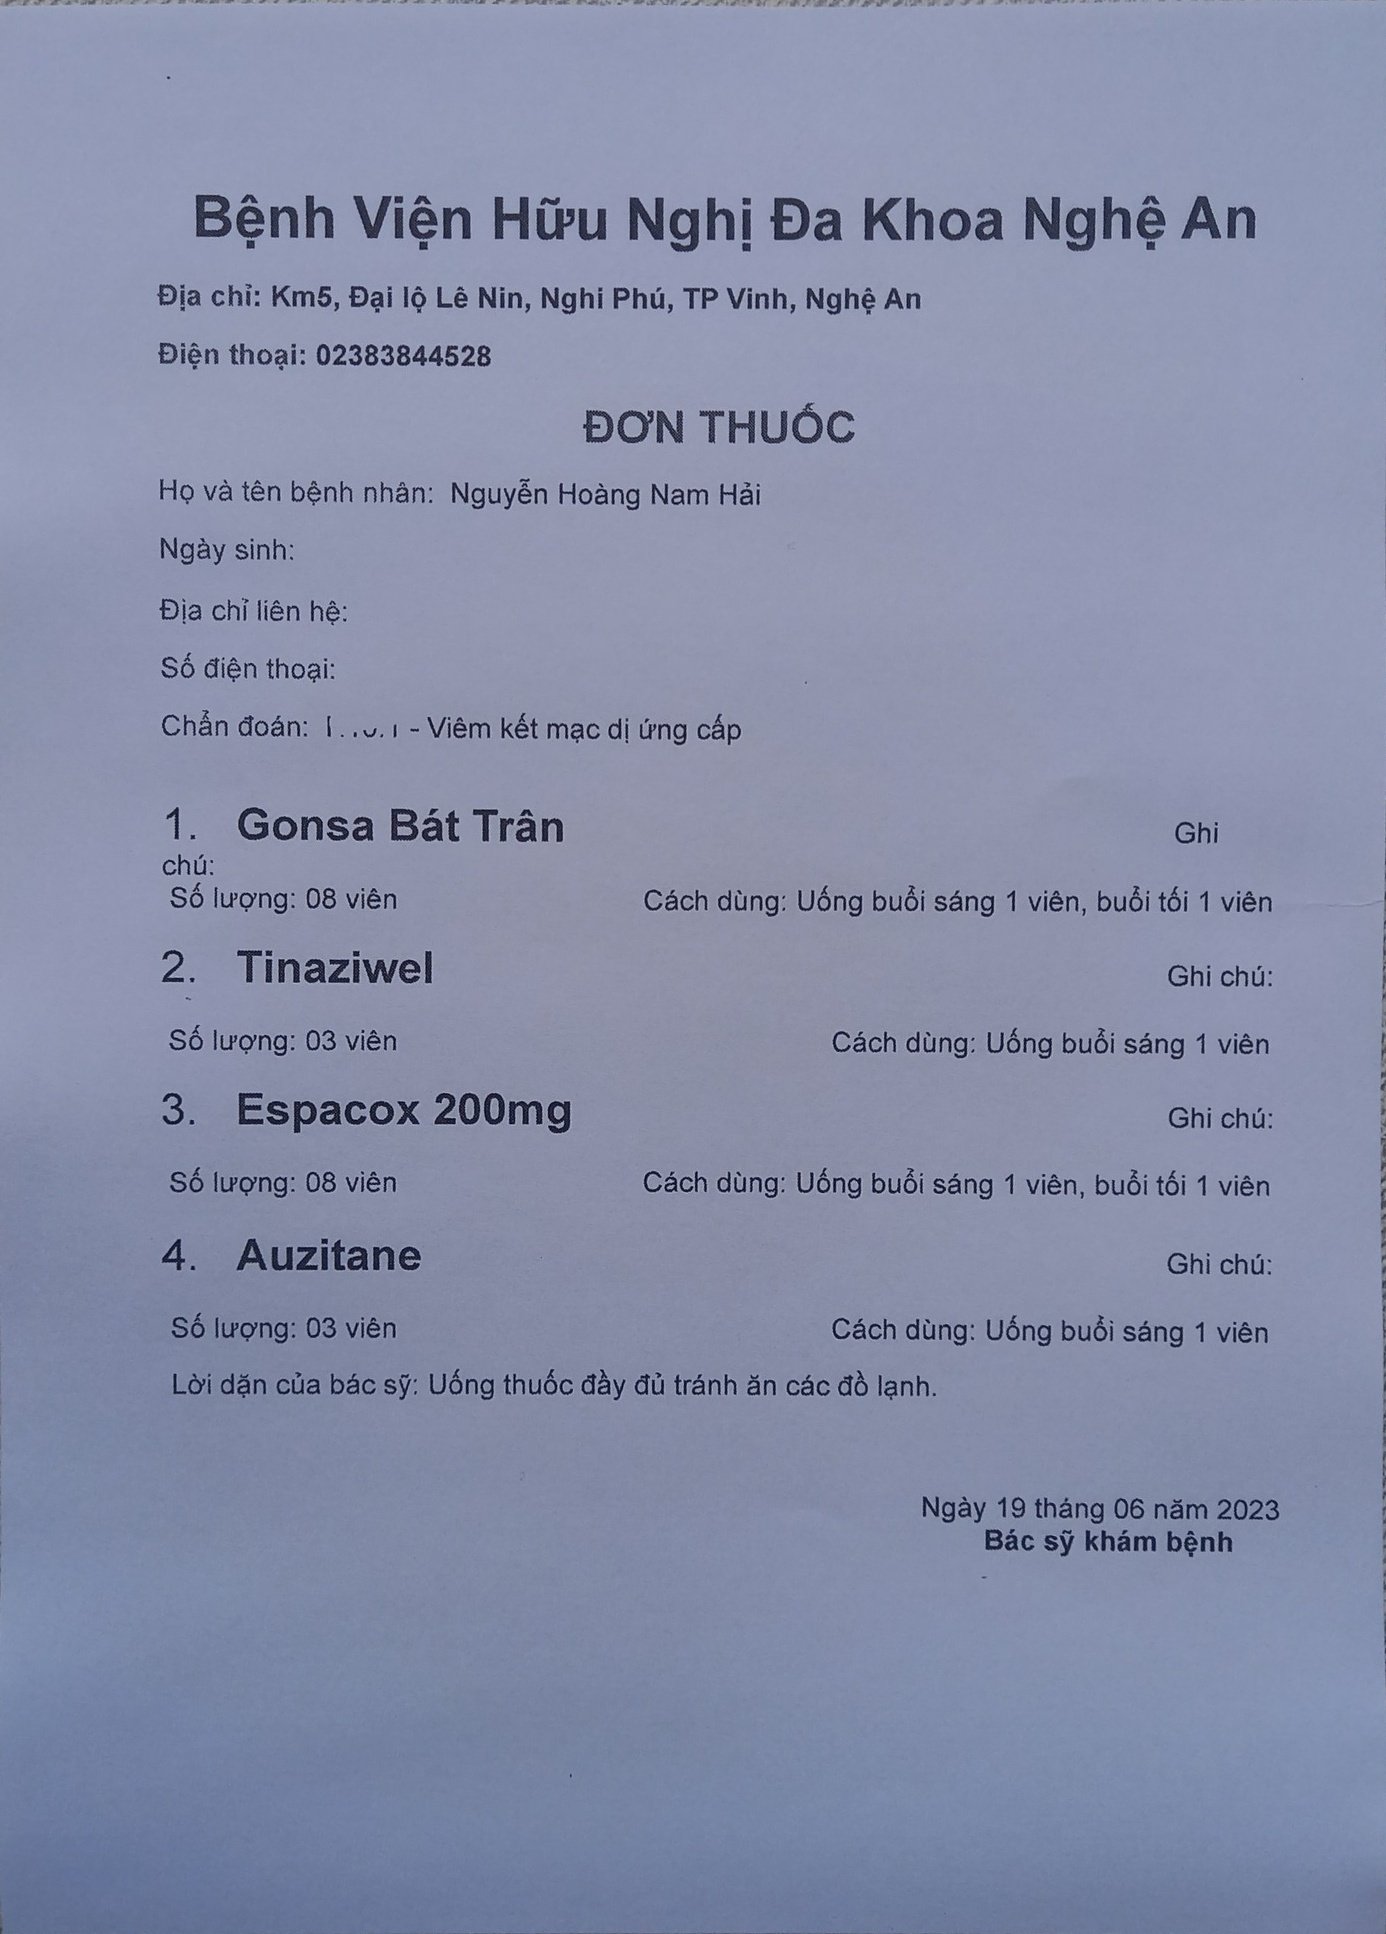 Bệnh Viện Hữu Nghị Đa Khoa Nghệ An
Địa chỉ: Km5, Đại lộ Lê Nin, Nghi Phú, TP Vinh, Nghệ An
Điện thoại: 02383844528
ĐƠN THUỐC
Họ và tên bệnh nhân: Nguyễn Hoàng Nam Hải
Ngày sinh:
Địa chỉ liên hệ:
Số điện thoại:
Chẩn đoán: - Viêm kết mạc dị ứng cấp
1. Gonsa Bát Trân Ghi
chú:
Số lượng: 08 viên Cách dùng: Uống buổi sáng 1 viên, buổi tối 1 viên
2. Tinaziwel Ghi chú:
Số lượng: 03 viên Cách dùng: Uống buổi sáng 1 viên
3. Espacox 200mg Ghi chú:
Số lượng: 08 viên Cách dùng: Uống buổi sáng 1 viên, buổi tối 1 viên
4. Auzitane Ghi chú:
Số lượng: 03 viên Cách dùng: Uống buổi sáng 1 viên
Lời dặn của bác sỹ: Uống thuốc đầy đủ tránh ăn các đồ lạnh.
Ngày 19 tháng 06 năm 2023
Bác sỹ khám bệnh